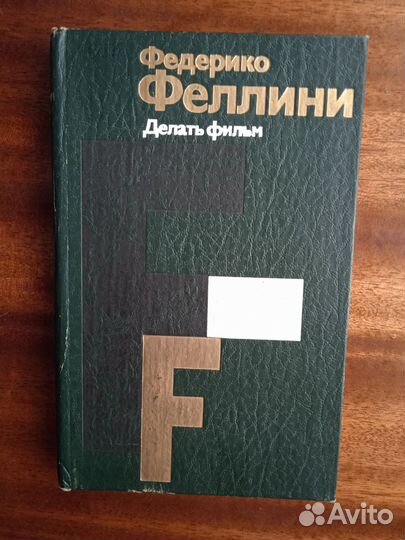 Федерико
Феллини
Делать фильм
F
F
Avito